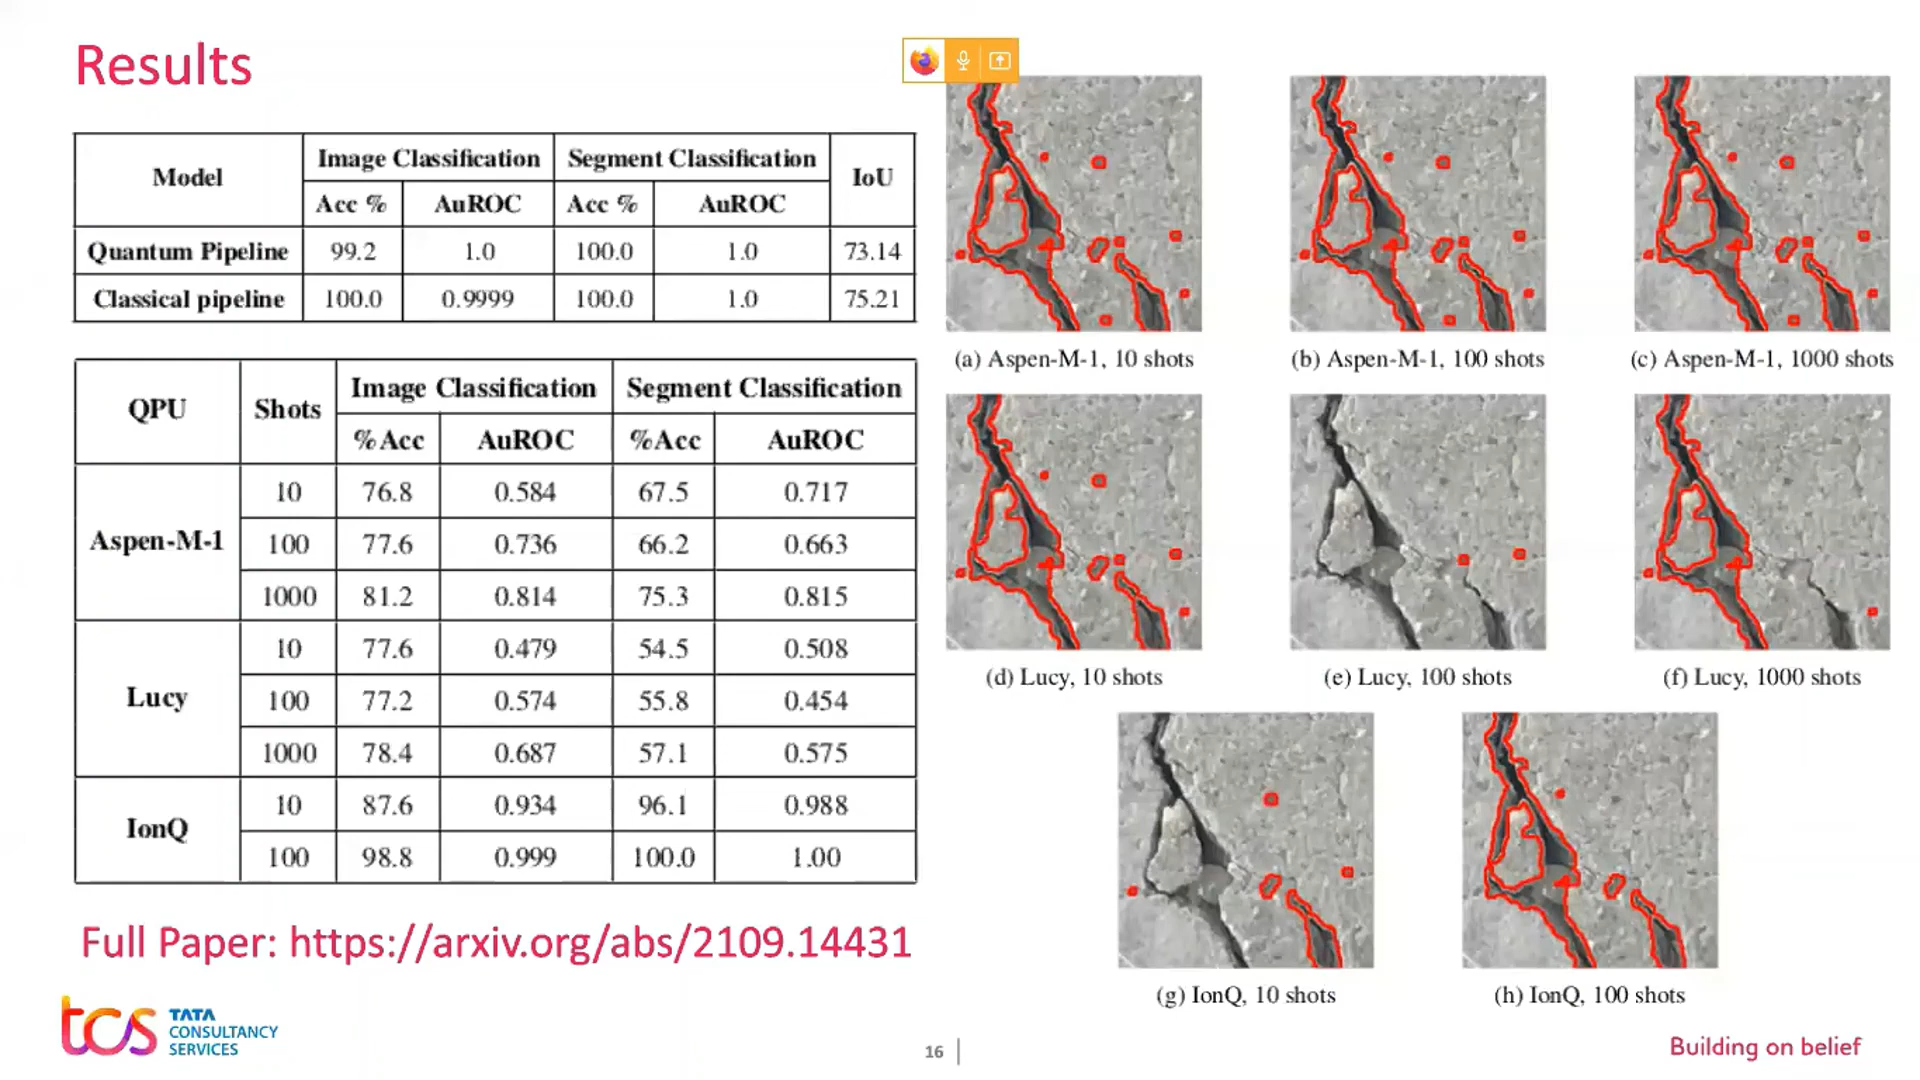 Results
Model Image Classification Segment Classification IoU
Acc % AuROC Acc % AuROC
Quantum Pipeline 99.2 1.0 100.0 1.0 73.14
Classical pipeline 100.0 0.9999 100.0 1.0 75.21
QPU Shots Image Classification Segment Classification
%Acc AuROC %Acc AuROC
Aspen-M-1 10 76.8 0.584 67.5 0.717
100 77.6 0.736 66.2 0.663
1000 81.2 0.814 75.3 0.815
Lucy 10 77.6 0.479 54.5 0.508
100 77.2 0.574 55.8 0.454
1000 78.4 0.687 57.1 0.575
IonQ 10 87.6 0.934 96.1 0.988
100 98.8 0.999 100.0 1.00
Full Paper: https://arxiv.org/abs/2109.14431
(a) Aspen-M-1, 10 shots
(b) Aspen-M-1, 100 shots
(c) Aspen-M-1, 1000 shots
(d) Lucy, 10 shots
(e) Lucy, 100 shots
(f) Lucy, 1000 shots
(g) IonQ, 10 shots
(h) IonQ, 100 shots
tcs TATA
CONSULTANCY
SERVICES
16
Building on belief